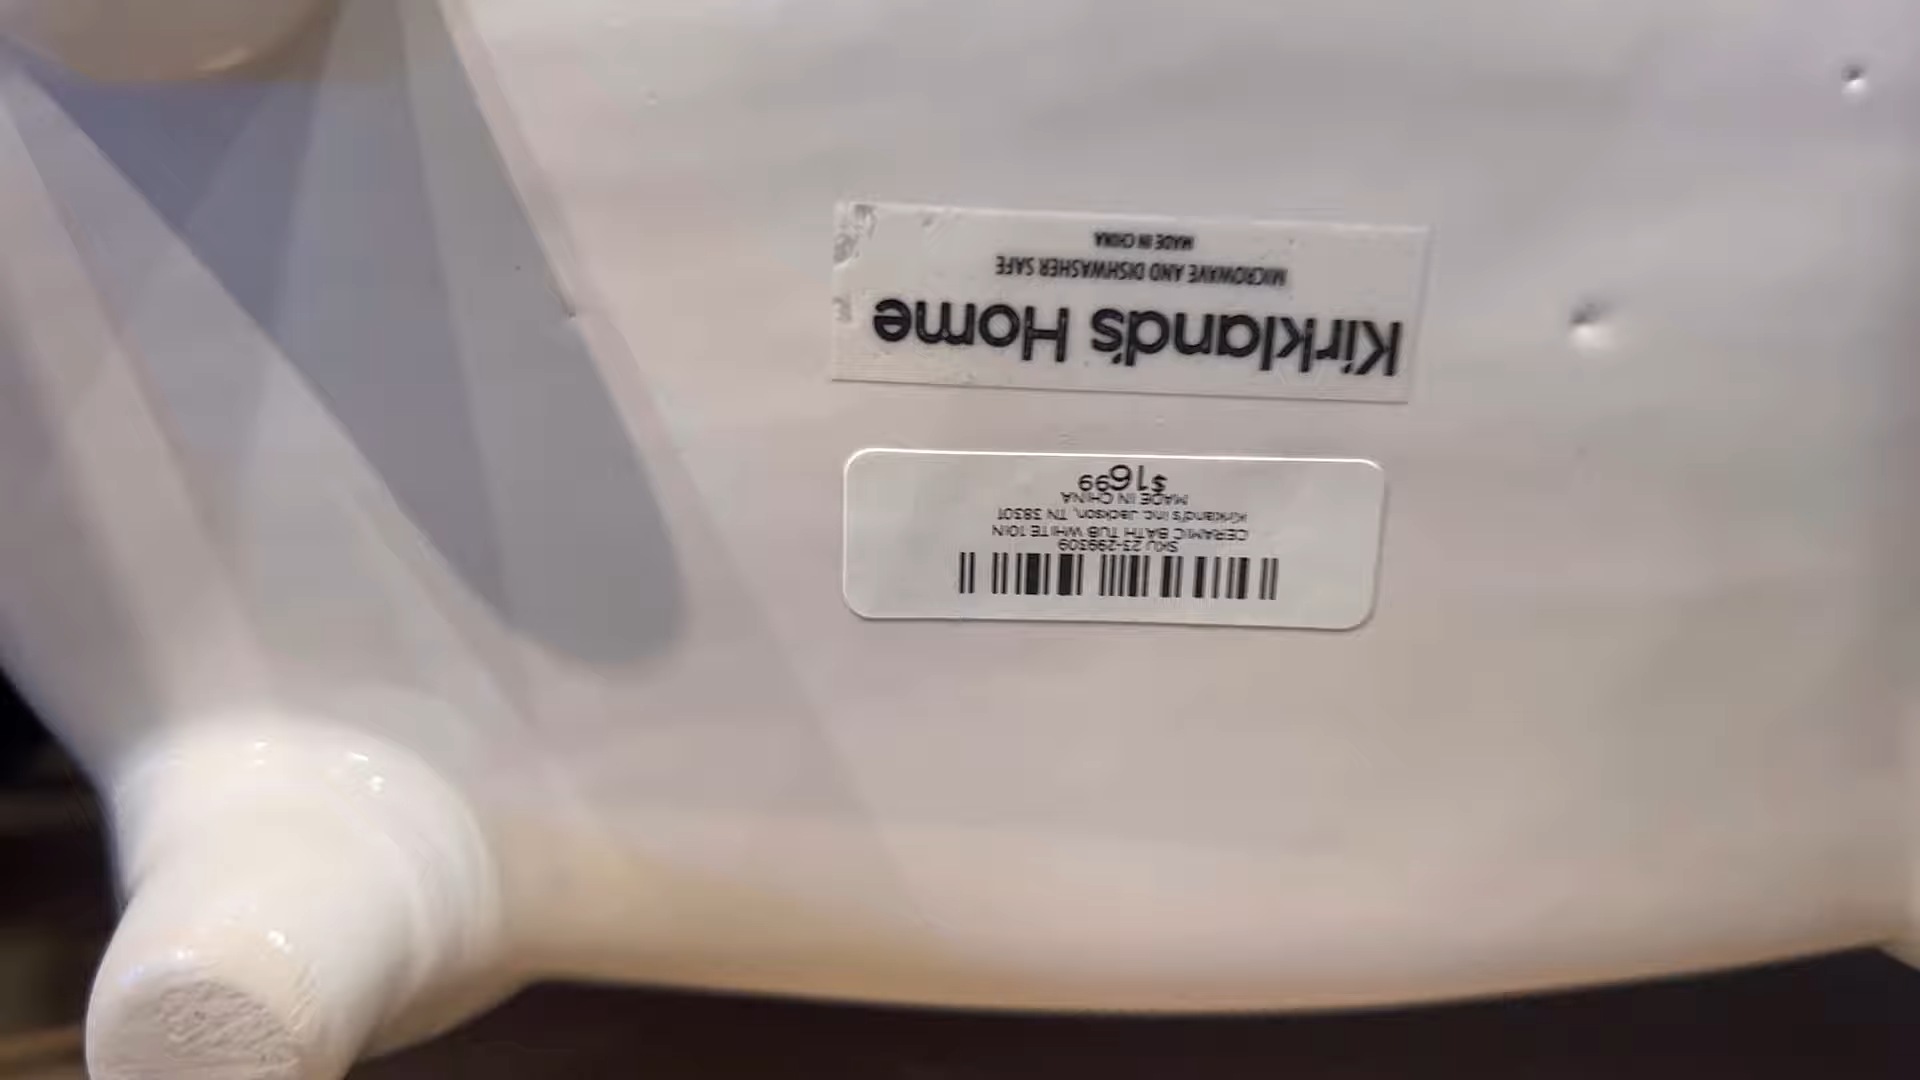 SKU 23-299309
CERAMIC BATH TUB WHITE 10IN
Kirkland's Inc. Jackson, TN 38301
MADE IN CHINA
$16.99
Kirkland's Home
MICROWAVE AND DISHWASHER SAFE
MADE IN CHINA